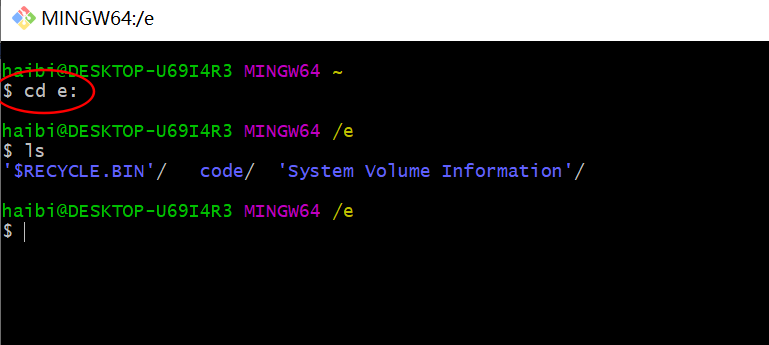 MINGW64:/e
haibi@DESKTOP-U69I4R3 MINGW64 ~
$ cd e:
haibi@DESKTOP-U69I4R3 MINGW64 /e
$ ls
'$RECYCLE.BIN'/   code/  'System Volume Information'/
haibi@DESKTOP-U69I4R3 MINGW64 /e
$